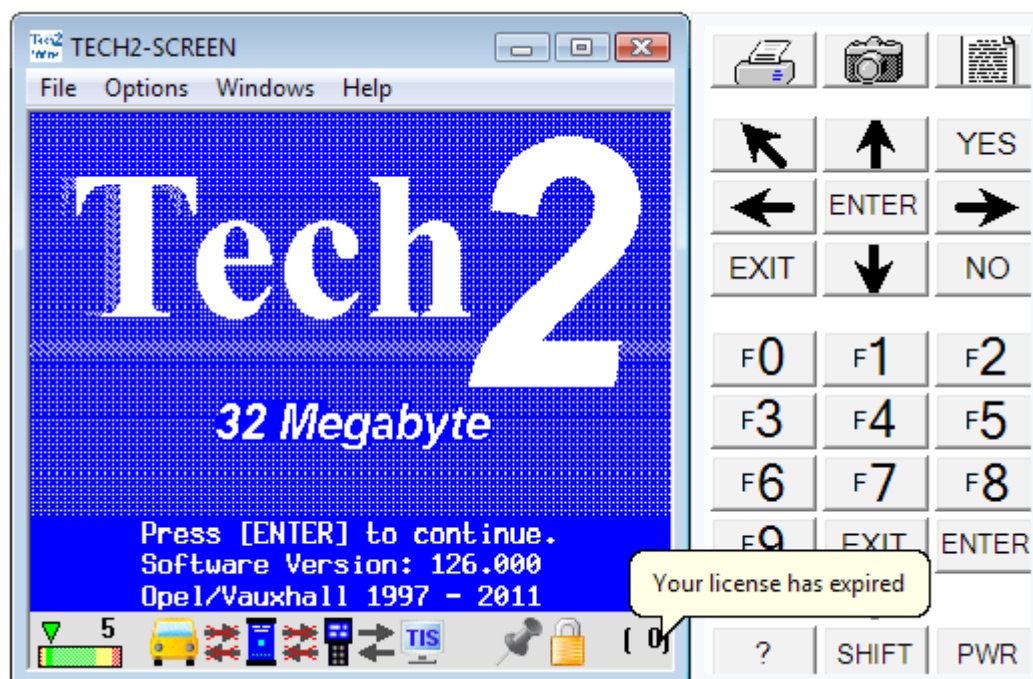 TECH2-SCREEN
File Options Windows Help
Tech2
32 Megabyte
Press [ENTER] to continue.
Software Version: 126.000
Opel/Vauxhall 1997 - 2011
5
TIS
( 0)
Your license has expired
YES
ENTER
EXIT
NO
F0 F1 F2
F3 F4 F5
F6 F7 F8
F9 EXIT ENTER
? SHIFT PWR